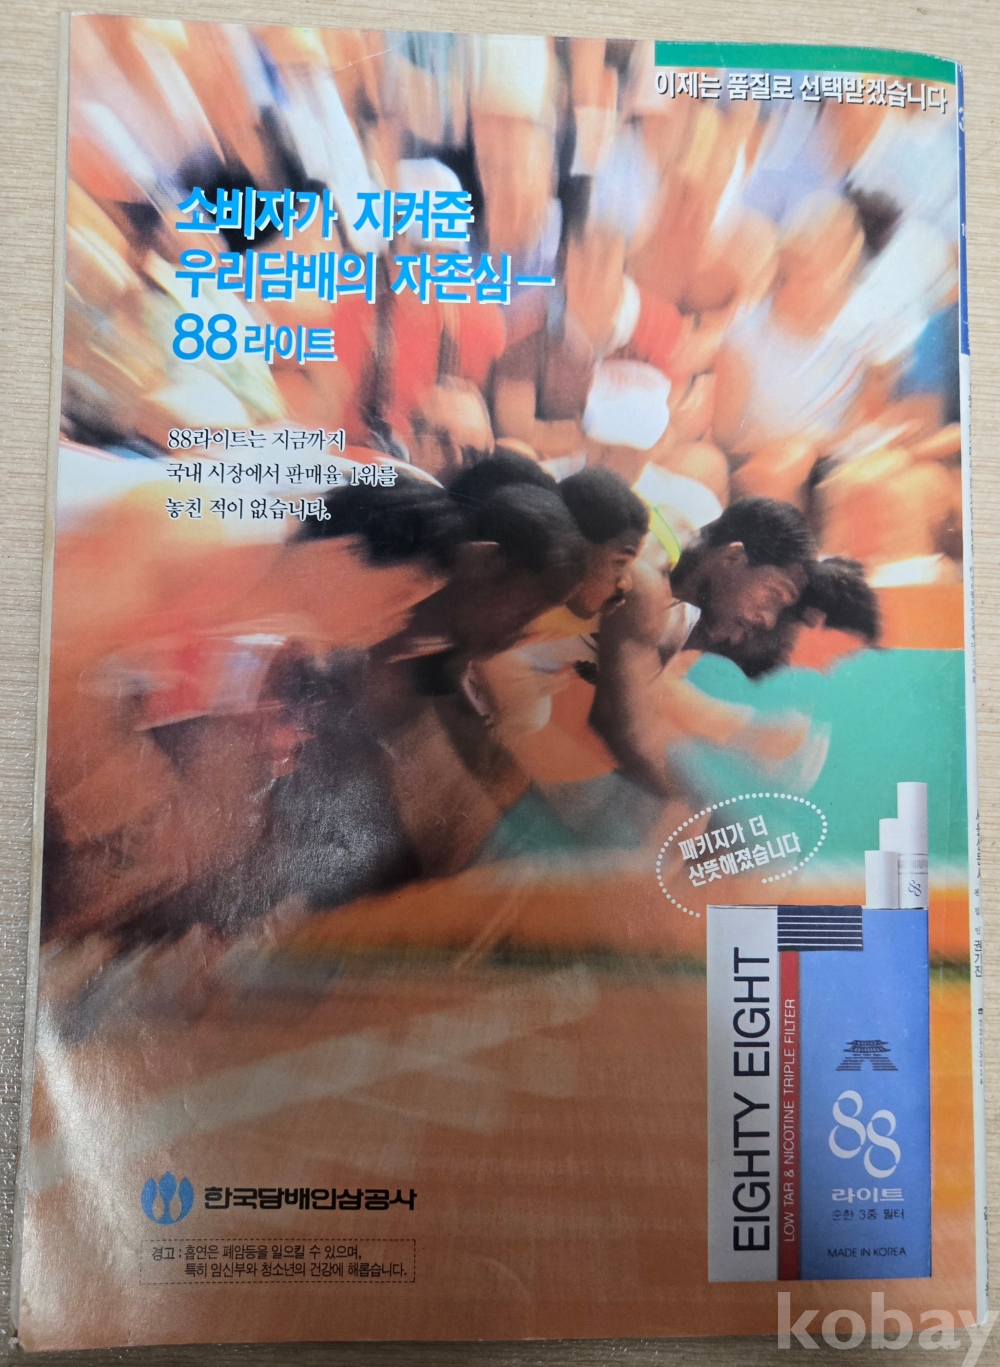 이제는 품질로 선택받겠습니다
소비자가 지켜준
우리담배의 자존심—
88라이트
88라이트는 지금까지
국내 시장에서 판매율 1위를
놓친 적이 없습니다.
패키지가 더
산뜻해졌습니다
88
EIGHTY EIGHT
LOW TAR & NICOTINE TRIPLE FILTER
88
라이트
순한 3중 필터
MADE IN KOREA
한국담배인삼공사
경고 : 흡연은 폐암등을 일으킬 수 있으며,
특히 임신부와 청소년의 건강에 해롭습니다.
kobay